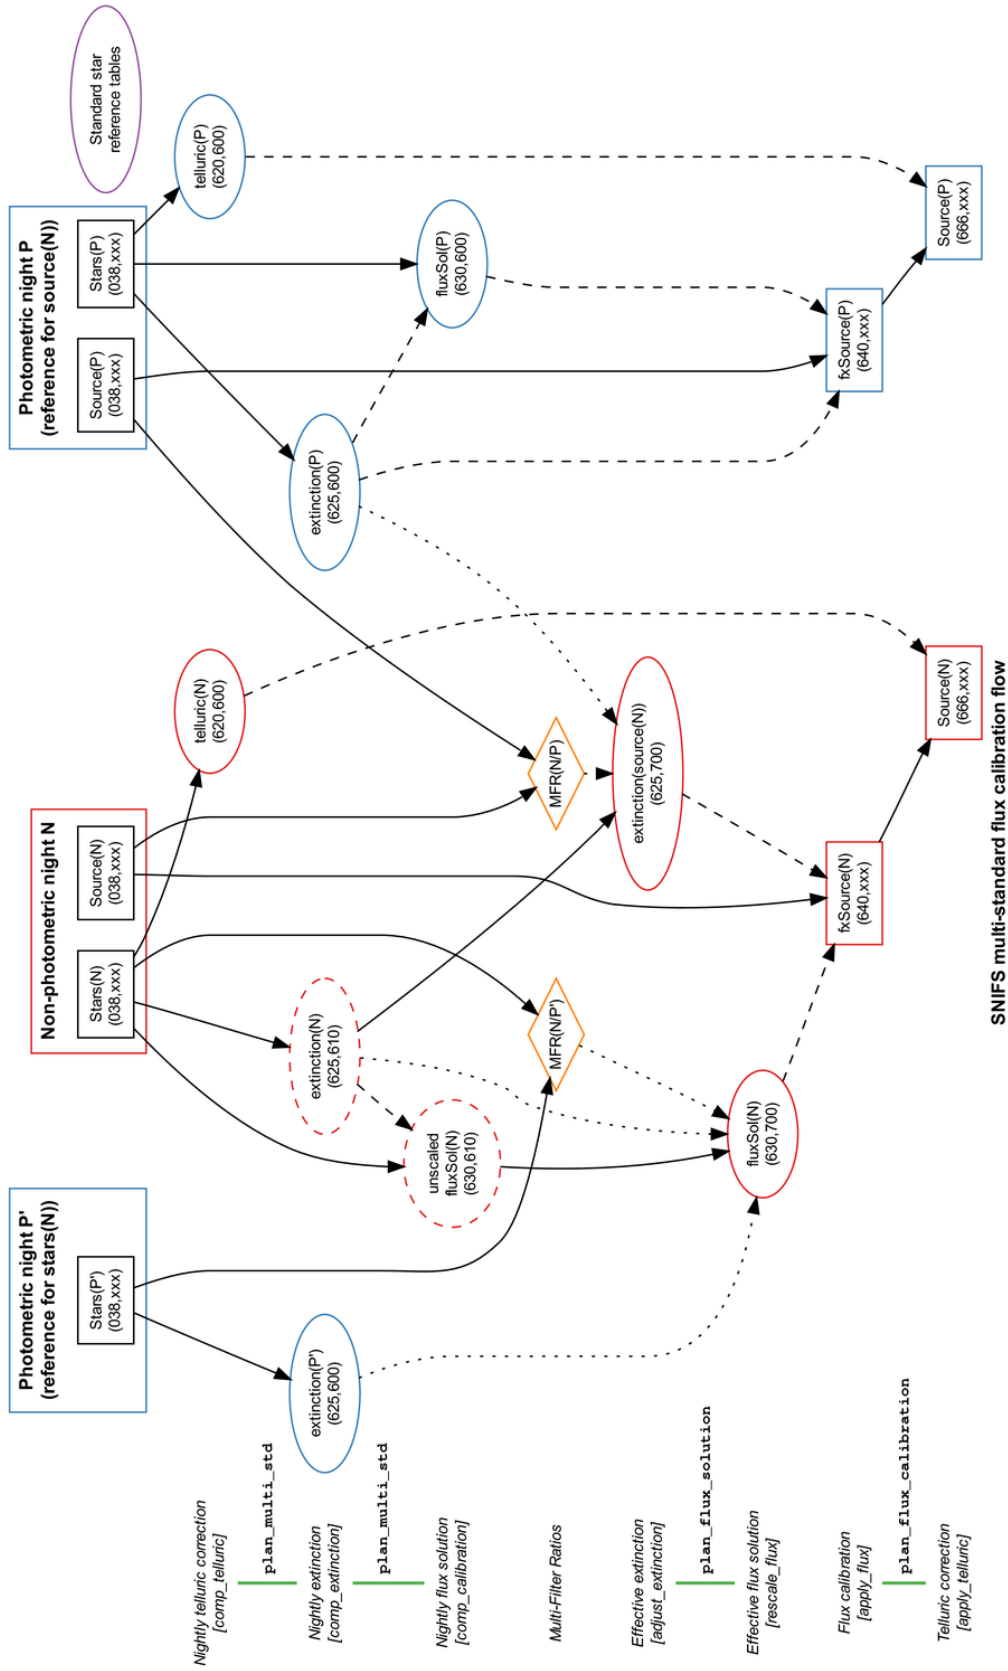 Standard star
reference tables
Photometric night P
(reference for source(N))
Source(P)
(038,xxx)
Stars(P)
(038,xxx)
telluric(P)
(620,600)
fluxSol(P)
(630,600)
extinction(P)
(625,600)
fxSource(P)
(640,xxx)
Source(P)
(666,xxx)
Non-photometric night N
Stars(N)
(038,xxx)
Source(N)
(038,xxx)
telluric(N)
(620,600)
extinction(N)
(625,610)
unscaled
fluxSol(N)
(630,610)
MFR(N/P')
MFR(N/P)
extinction(source(N))
(625,700)
fluxSol(N)
(630,700)
fxSource(N)
(640,xxx)
Source(N)
(666,xxx)
Photometric night P'
(reference for stars(N))
Stars(P')
(038,xxx)
extinction(P')
(625,600)
Nightly telluric correction
[comp_telluric]
plan_multi_std
Nightly extinction
[comp_extinction]
plan_multi_std
Nightly flux solution
[comp_calibration]
Multi-Filter Ratios
Effective extinction
[adjust_extinction]
plan_flux_solution
Effective flux solution
[rescale_flux]
Flux calibration
[apply_flux]
plan_flux_calibration
Telluric correction
[apply_telluric]
SNIFS multi-standard flux calibration flow